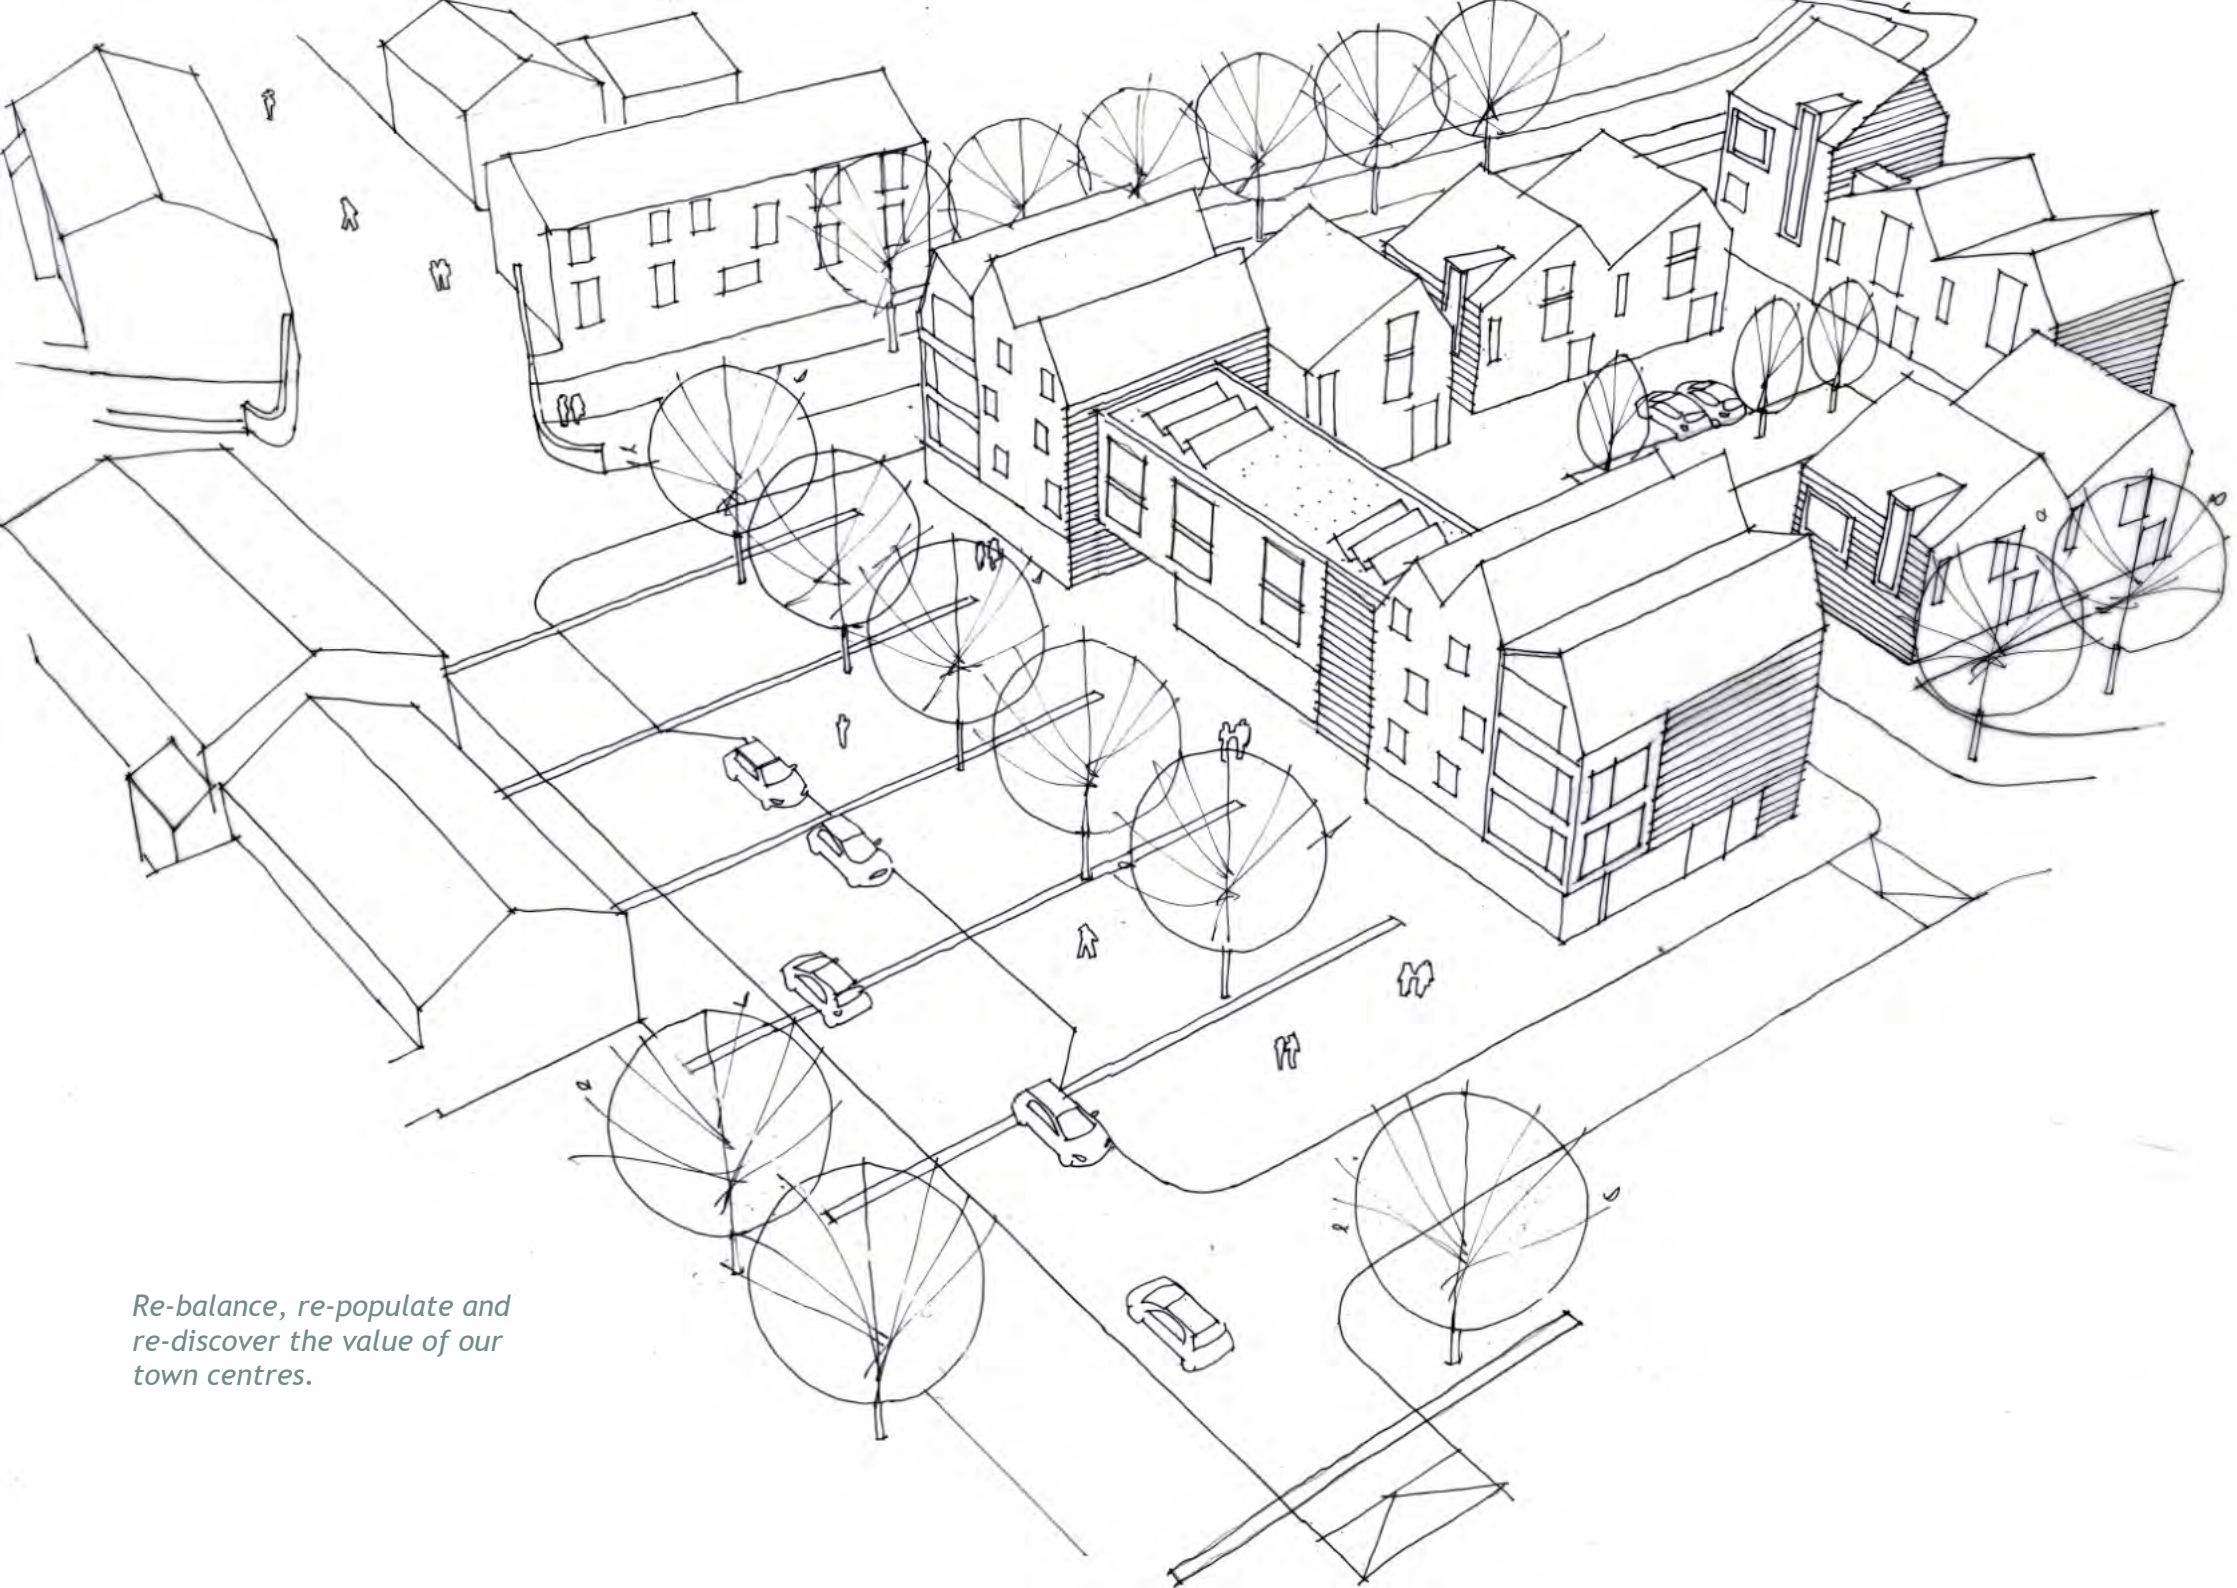 Re-balance, re-populate and
re-discover the value of our
town centres.